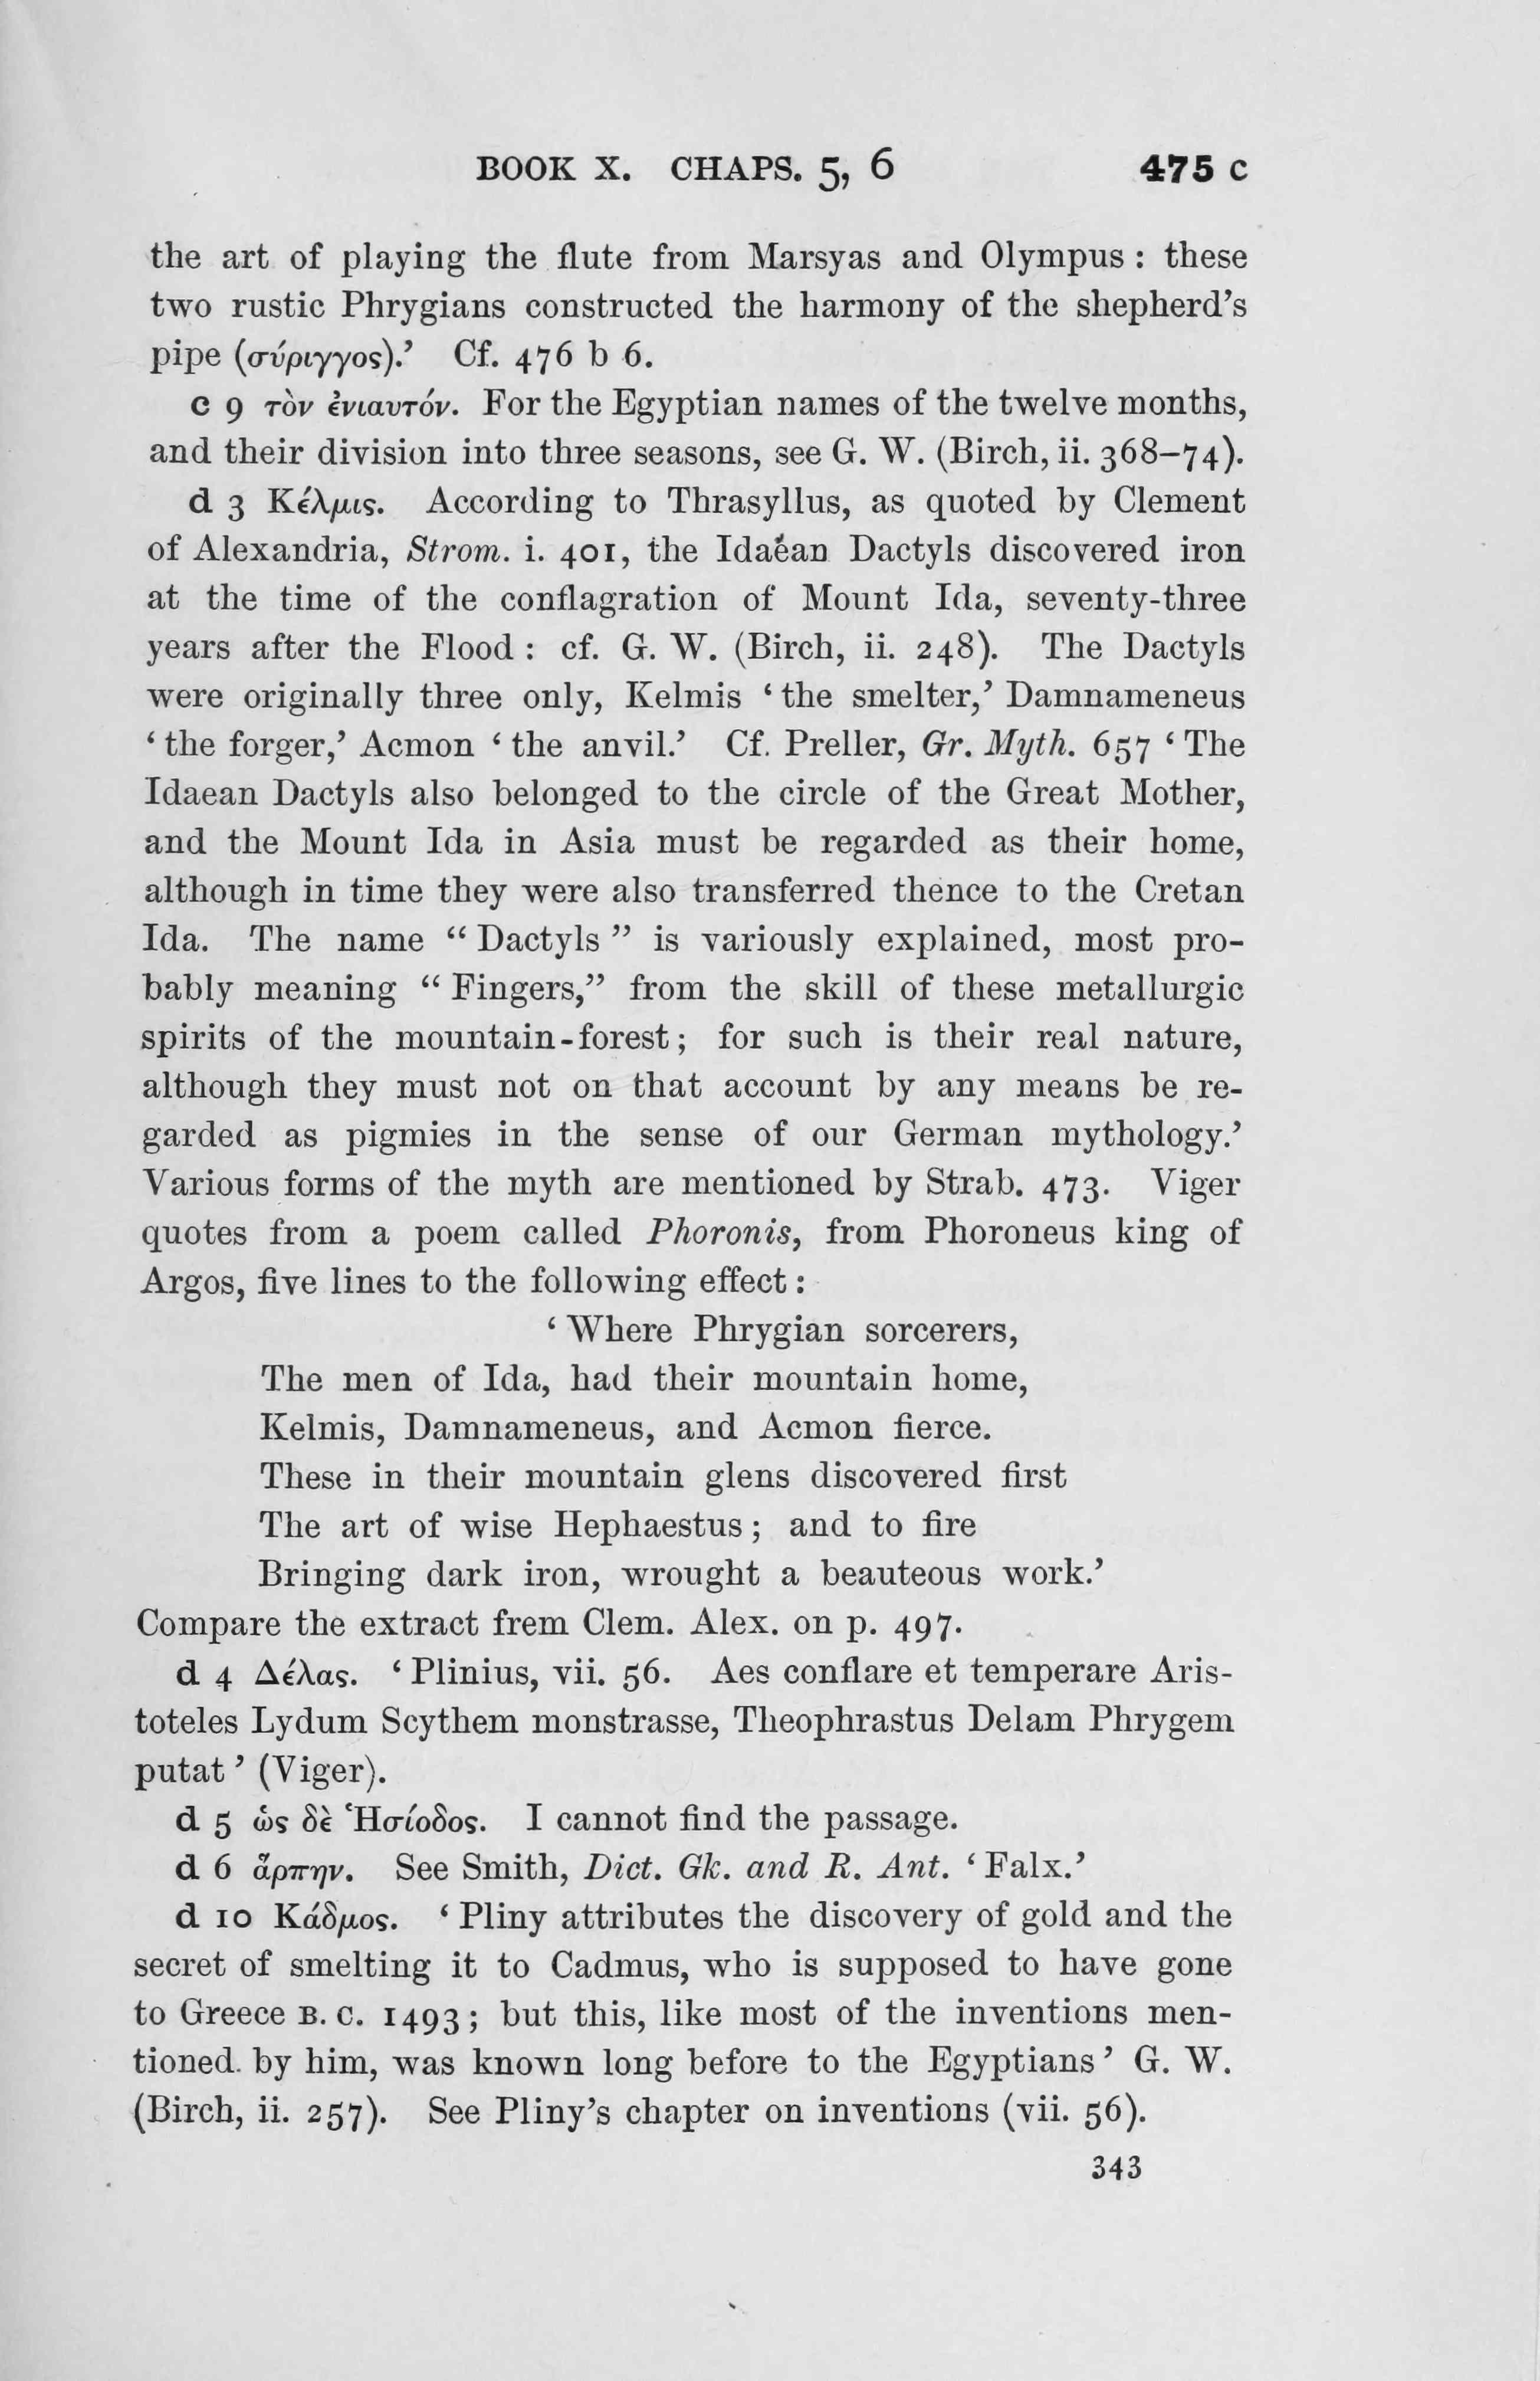 BOOK X. CHAPS. 5, 6 475 c
the art of playing the flute from Marsyas and Olympus : these
two rustic Phrygians constructed the harmony of the shepherd's
pipe (σύριγγος).' Cf. 476 b 6.
c 9 τὸν ἐνιαυτόν. For the Egyptian names of the twelve months,
and their division into three seasons, see G. W. (Birch, ii. 368–74).
d 3 Κέλμις. According to Thrasyllus, as quoted by Clement
of Alexandria, Strom. i. 401, the Idaéan Dactyls discovered iron
at the time of the conflagration of Mount Ida, seventy-three
years after the Flood : cf. G. W. (Birch, ii. 248). The Dactyls
were originally three only, Kelmis ‘ the smelter,’ Damnameneus
‘ the forger,’ Acmon ‘ the anvil.’ Cf. Preller, Gr. Myth. 657 ‘ The
Idaean Dactyls also belonged to the circle of the Great Mother,
and the Mount Ida in Asia must be regarded as their home,
although in time they were also transferred thence to the Cretan
Ida. The name “ Dactyls ” is variously explained, most pro-
bably meaning “ Fingers,” from the skill of these metallurgic
spirits of the mountain-forest ; for such is their real nature,
although they must not on that account by any means be re-
garded as pigmies in the sense of our German mythology.’
Various forms of the myth are mentioned by Strab. 473. Viger
quotes from a poem called Phoronis, from Phoroneus king of
Argos, five lines to the following effect :
‘ Where Phrygian sorcerers,
The men of Ida, had their mountain home,
Kelmis, Damnameneus, and Acmon fierce.
These in their mountain glens discovered first
The art of wise Hephaestus ; and to fire
Bringing dark iron, wrought a beauteous work.’
Compare the extract frem Clem. Alex. on p. 497.
d 4 Δέλας. ‘ Plinius, vii. 56. Aes conflare et temperare Aris-
toteles Lydum Scythem monstrasse, Theophrastus Delam Phrygem
putat ’ (Viger).
d 5 ὡς δὲ Ἡσίοδος. I cannot find the passage.
d 6 ἅρπην. See Smith, Dict. Gk. and R. Ant. ‘ Falx.’
d 10 Κάδμος. ‘ Pliny attributes the discovery of gold and the
secret of smelting it to Cadmus, who is supposed to have gone
to Greece B. C. 1493 ; but this, like most of the inventions men-
tioned. by him, was known long before to the Egyptians ’ G. W.
(Birch, ii. 257). See Pliny’s chapter on inventions (vii. 56).
343